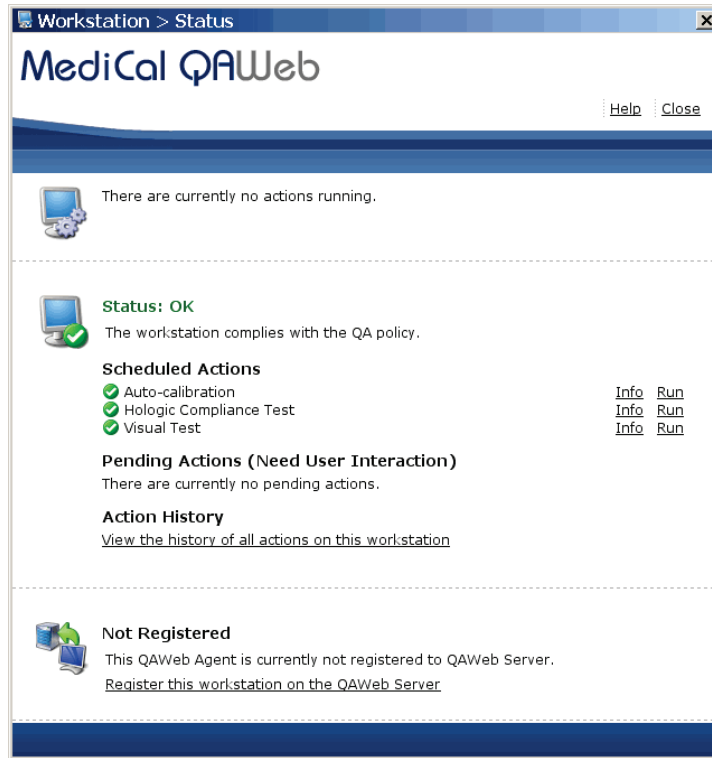 Workstation > Status
MediCal QAWeb
Help Close
There are currently no actions running.
Status: OK
The workstation complies with the QA policy.
Scheduled Actions
Auto-calibration Info Run
Hologic Compliance Test Info Run
Visual Test Info Run
Pending Actions (Need User Interaction)
There are currently no pending actions.
Action History
View the history of all actions on this workstation
Not Registered
This QAWeb Agent is currently not registered to QAWeb Server.
Register this workstation on the QAWeb Server